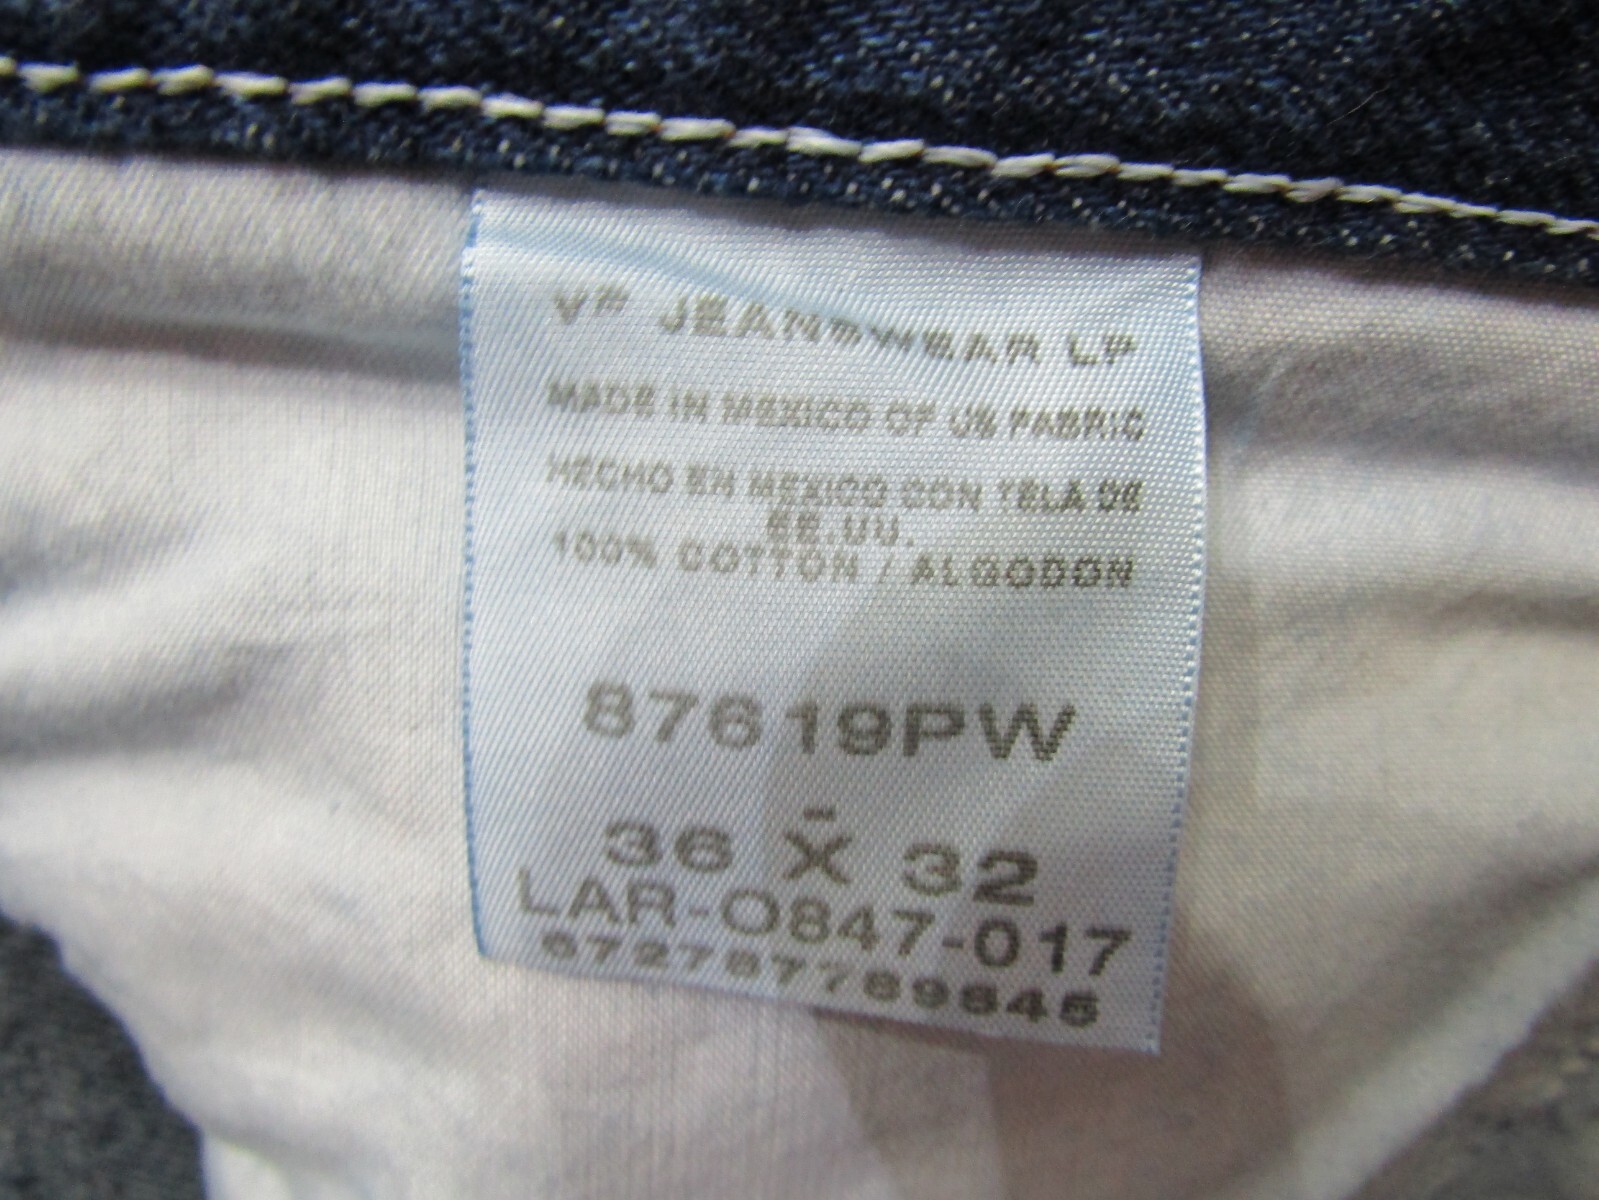 VF JEANSWEAR LP
MADE IN MEXICO OF US FABRIC
HECHO EN MEXICO CON TELA DE
EE.UU.
100% COTTON / ALGODON
87619PW
-
36 X 32
LAR-O847-017